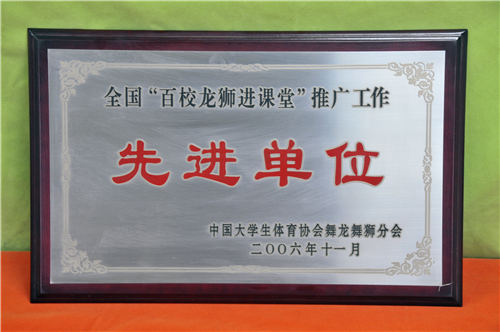 全国“百校龙狮进课堂”推广工作
先进单位
中国大学生体育协会舞龙舞狮分会
二〇〇六年十一月